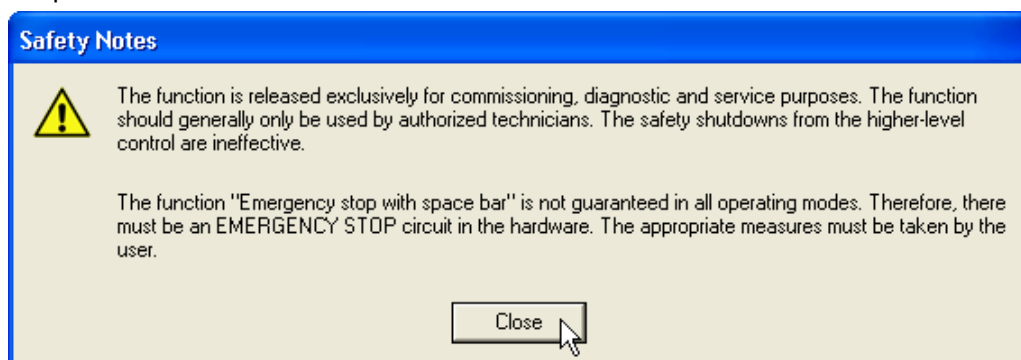 Safety Notes
The function is released exclusively for commissioning, diagnostic and service purposes. The function
should generally only be used by authorized technicians. The safety shutdowns from the higher-level
control are ineffective.
The function "Emergency stop with space bar" is not guaranteed in all operating modes. Therefore, there
must be an EMERGENCY STOP circuit in the hardware. The appropriate measures must be taken by the
user.
Close